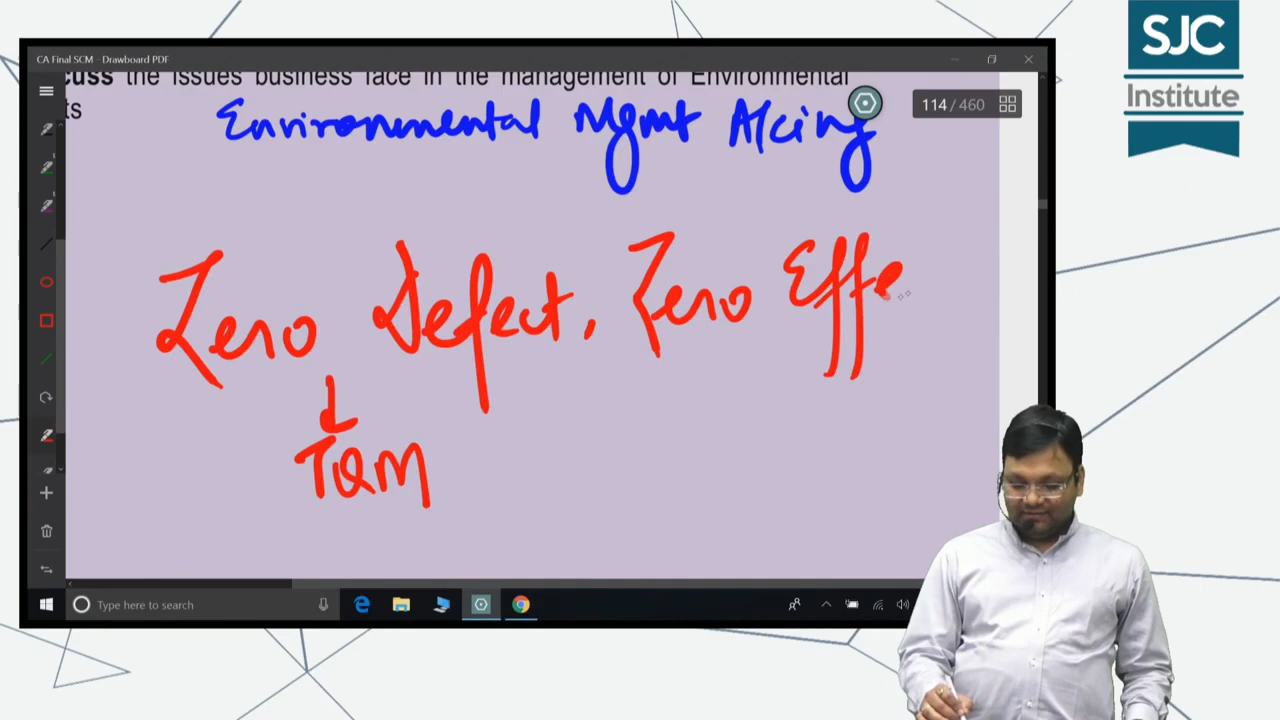 SJC
Institute
CA Final SCM - Drawboard PDF
cuss the issues business face in the management of Environmental
ts
114 / 460
Environmental Mgmt A/cing
Zero Defect, Zero Effe
TQM
Type here to search